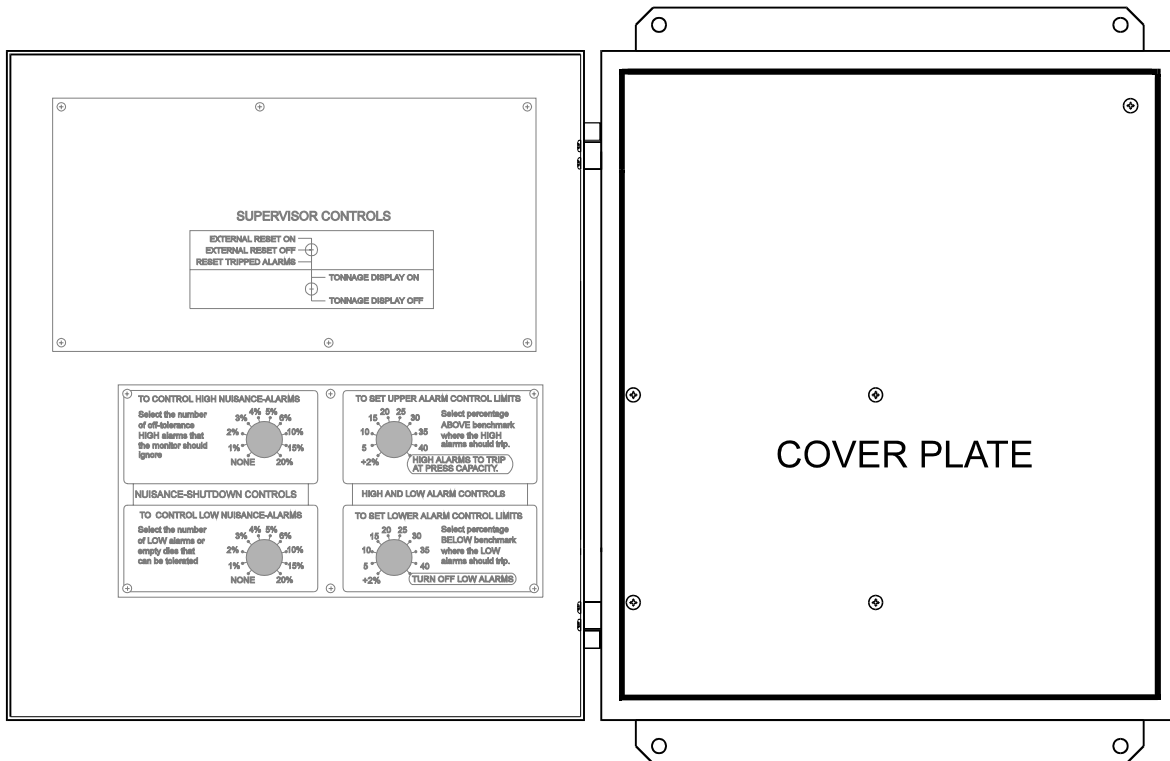 SUPERVISOR CONTROLS
EXTERNAL RESET ON
EXTERNAL RESET OFF
RESET TRIPPED ALARMS
TONNAGE DISPLAY ON
TONNAGE DISPLAY OFF
TO CONTROL HIGH NUISANCE-ALARMS
Select the number
of off-tolerance
HIGH alarms that
the monitor should
ignore
4% 5%
3% 6%
2% 10%
1% 15%
NONE 20%
TO SET UPPER ALARM CONTROL LIMITS
20 25
15 30
10 35
5 40
+2%
Select percentage
ABOVE benchmark
where the HIGH
alarms should trip.
HIGH ALARMS TO TRIP
AT PRESS CAPACITY.
NUISANCE-SHUTDOWN CONTROLS
HIGH AND LOW ALARM CONTROLS
TO CONTROL LOW NUISANCE-ALARMS
Select the number
of LOW alarms or
empty dies that
can be tolerated
4% 5%
3% 6%
2% 10%
1% 15%
NONE 20%
TO SET LOWER ALARM CONTROL LIMITS
20 25
15 30
10 35
5 40
+2%
Select percentage
BELOW benchmark
where the LOW
alarms should trip.
TURN OFF LOW ALARMS
COVER PLATE